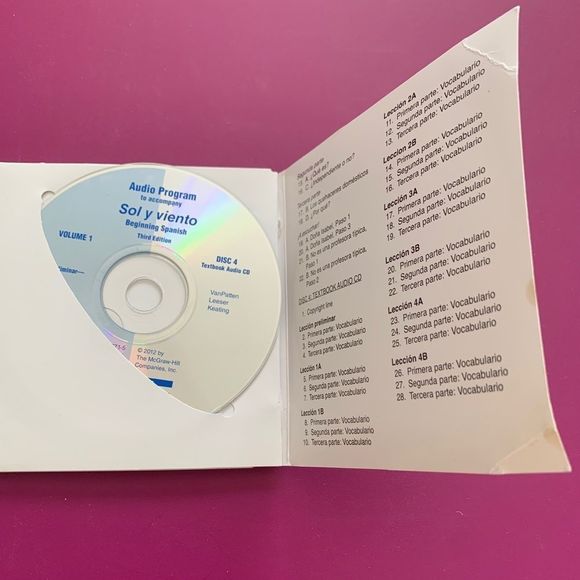 Audio Program
to accompany
Sol y viento
Beginning Spanish
Third Edition
VOLUME 1
DISC 4
Textbook Audio CD
VanPatten
Leeser
Keating
© 2012 by
The McGraw-Hill
Companies, Inc.
Segunda parte
15. A. ¿Qué es?
16. C. ¿Independiente o no?
Tercera parte
17. B. Los quehaceres domésticos
18. D. ¿Por qué?
A escuchar!
19. A. Doña Isabel, Paso 1
20. A. Doña Isabel, Paso 3
21. B. No es una profesora típica,
Paso 1
22. B. No es una profesora típica,
Paso 2
DISC 4: TEXTBOOK AUDIO CD
1. Copyright line
Lección preliminar
2. Primera parte: Vocabulario
3. Segunda parte: Vocabulario
4. Tercera parte: Vocabulario
Lección 1A
5. Primera parte: Vocabulario
6. Segunda parte: Vocabulario
7. Tercera parte: Vocabulario
Lección 1B
8. Primera parte: Vocabulario
9. Segunda parte: Vocabulario
10. Tercera parte: Vocabulario
Lección 2A
11. Primera parte: Vocabulario
12. Segunda parte: Vocabulario
13. Tercera parte: Vocabulario
Lección 2B
14. Primera parte: Vocabulario
15. Segunda parte: Vocabulario
16. Tercera parte: Vocabulario
Lección 3A
17. Primera parte: Vocabulario
18. Segunda parte: Vocabulario
19. Tercera parte: Vocabulario
Lección 3B
20. Primera parte: Vocabulario
21. Segunda parte: Vocabulario
22. Tercera parte: Vocabulario
Lección 4A
23. Primera parte: Vocabulario
24. Segunda parte: Vocabulario
25. Tercera parte: Vocabulario
Lección 4B
26. Primera parte: Vocabulario
27. Segunda parte: Vocabulario
28. Tercera parte: Vocabulario